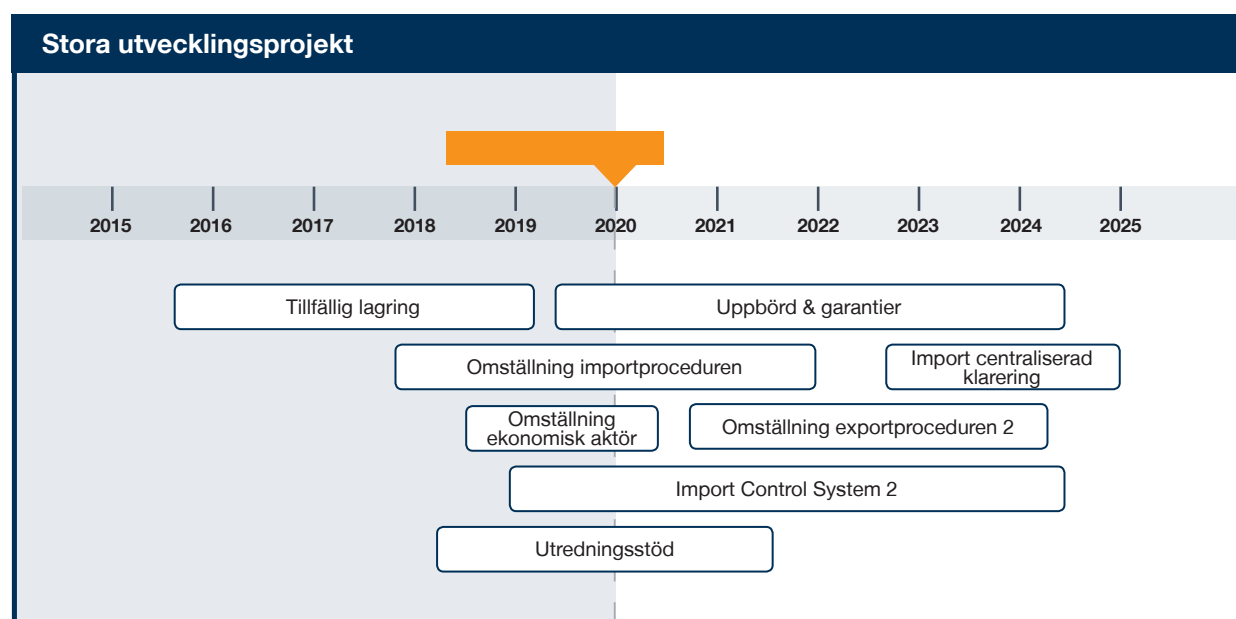 Stora utvecklingsprojekt
2015 2016 2017 2018 2019 2020 2021 2022 2023 2024 2025
Tillfällig lagring
Uppbörd & garantier
Omställning importproceduren
Import centraliserad
klarering
Omställning
ekonomisk aktör
Omställning exportproceduren 2
Import Control System 2
Utredningsstöd